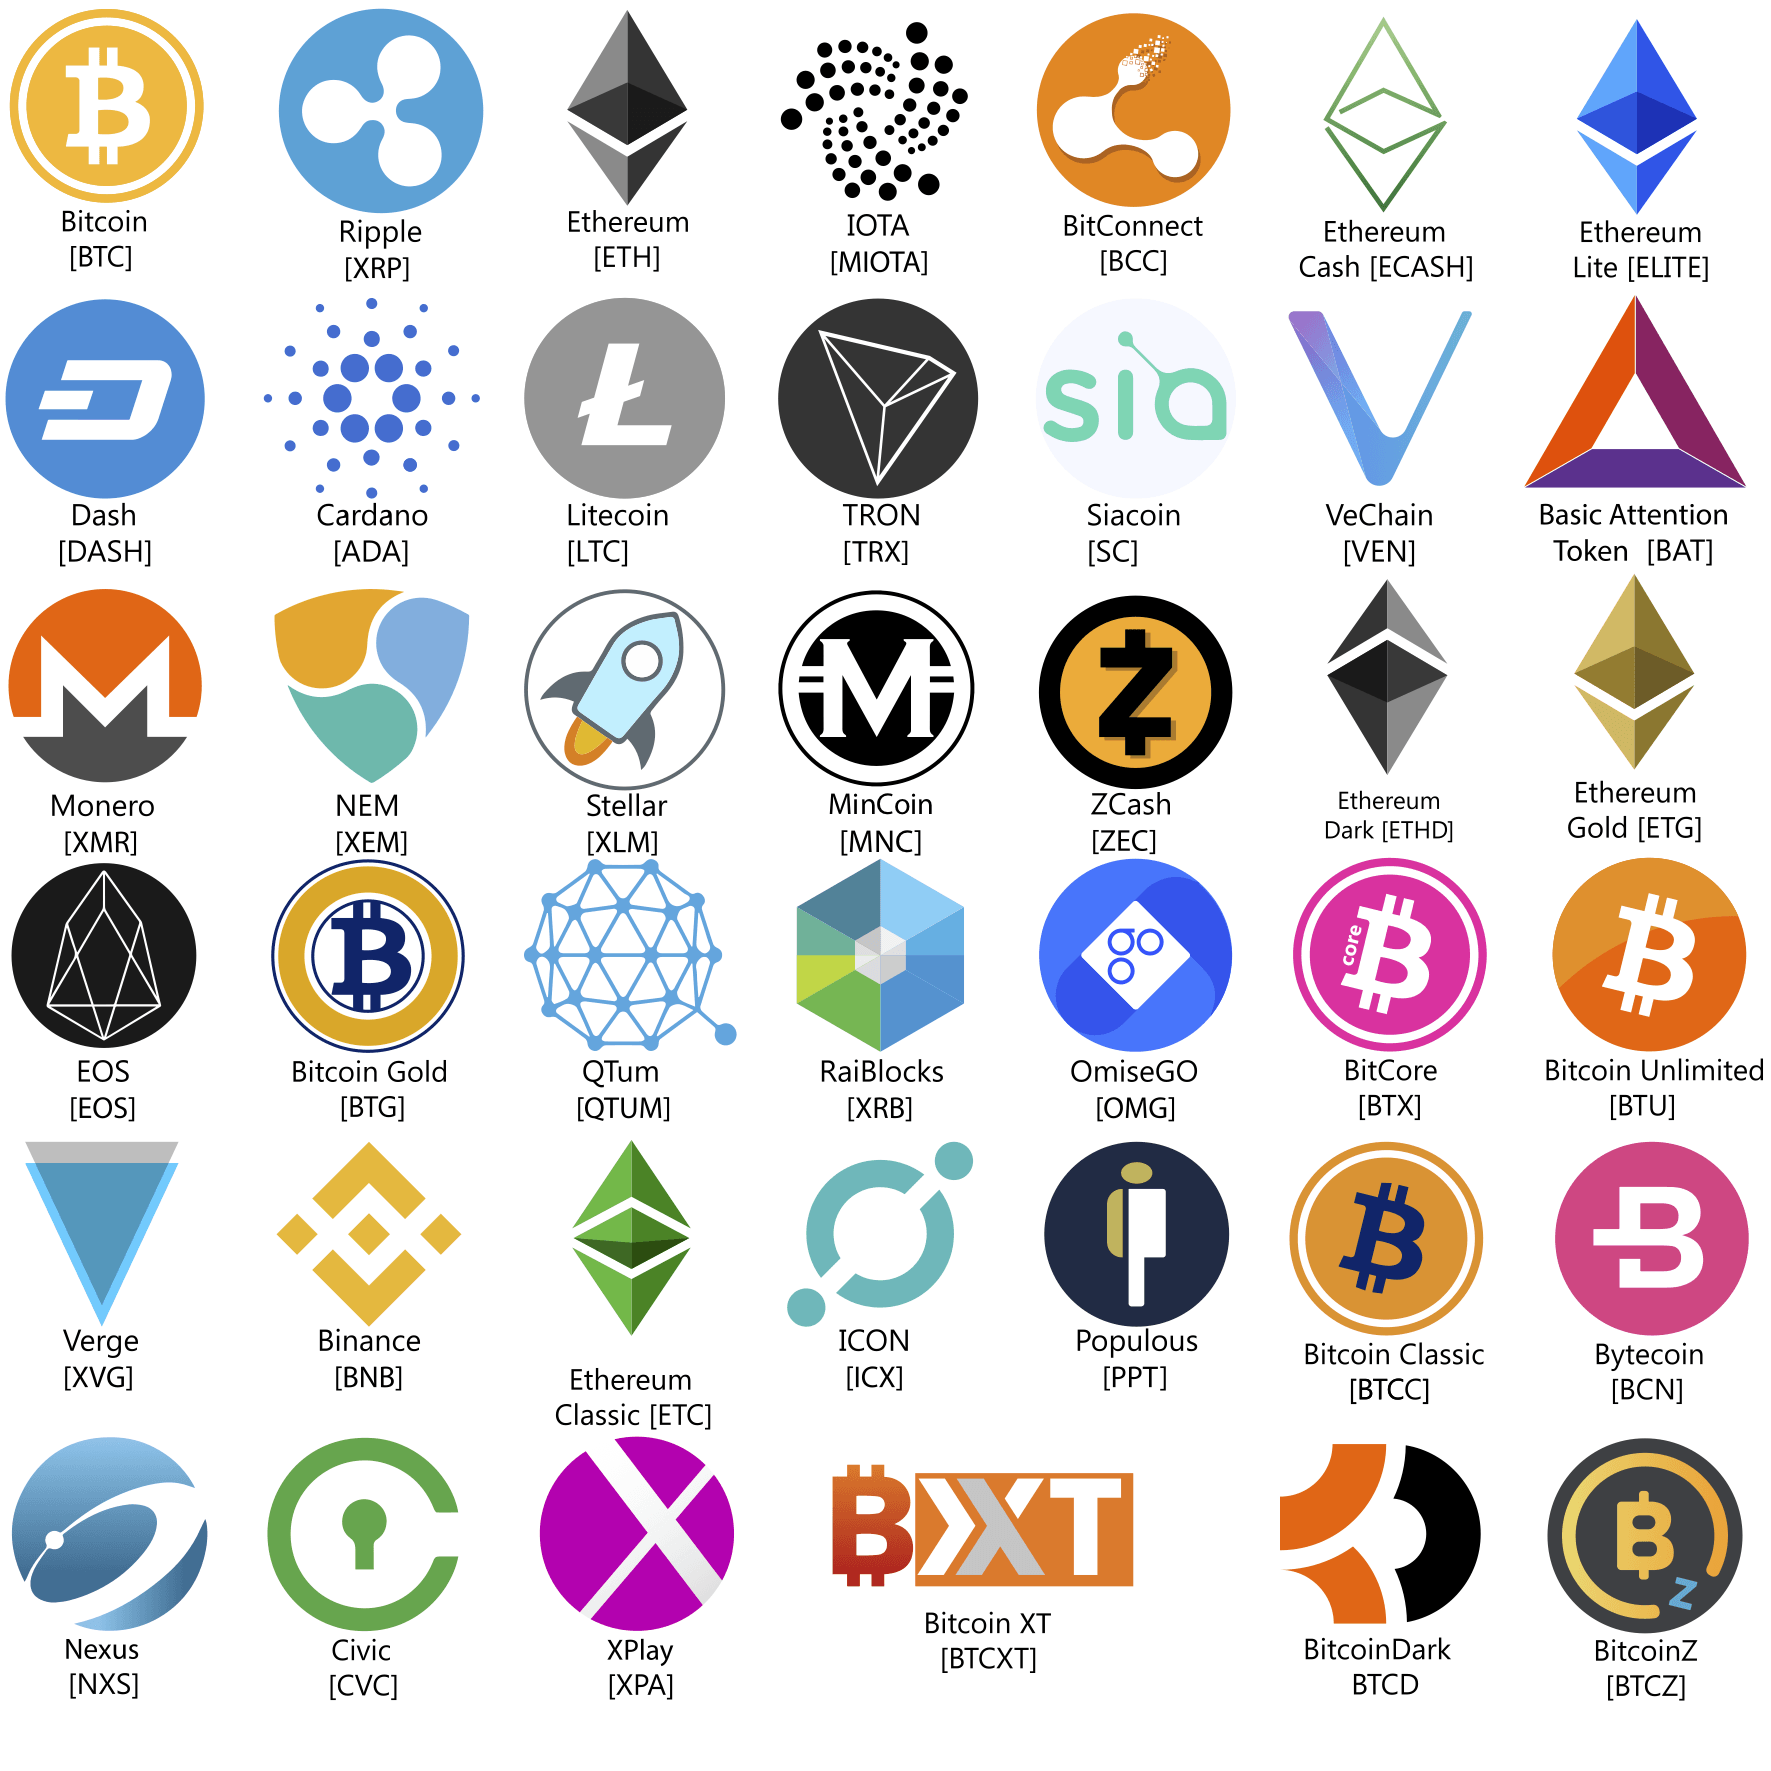 Bitcoin
[BTC]
Ripple
[XRP]
Ethereum
[ETH]
IOTA
[MIOTA]
BitConnect
[BCC]
Ethereum
Cash [ECASH]
Ethereum
Lite [ELITE]
sia
Dash
[DASH]
Cardano
[ADA]
Litecoin
[LTC]
TRON
[TRX]
Siacoin
[SC]
VeChain
[VEN]
Basic Attention
Token [BAT]
Monero
[XMR]
NEM
[XEM]
Stellar
[XLM]
MinCoin
[MNC]
ZCash
[ZEC]
Ethereum
Dark [ETHD]
Ethereum
Gold [ETG]
go
core
EOS
[EOS]
Bitcoin Gold
[BTG]
QTum
[QTUM]
RaiBlocks
[XRB]
OmiseGO
[OMG]
BitCore
[BTX]
Bitcoin Unlimited
[BTU]
Verge
[XVG]
Binance
[BNB]
Ethereum
Classic [ETC]
ICON
[ICX]
Populous
[PPT]
Bitcoin Classic
[BTCC]
Bytecoin
[BCN]
BXT
Z
Nexus
[NXS]
Civic
[CVC]
XPlay
[XPA]
Bitcoin XT
[BTCXT]
BitcoinDark
BTCD
BitcoinZ
[BTCZ]